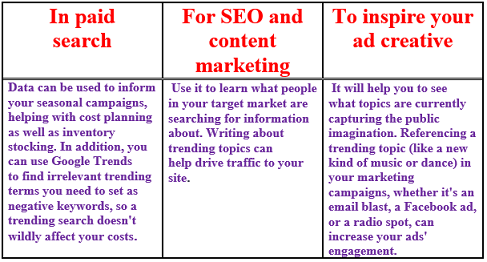 In paid
search
For SEO and
content
marketing
To inspire your
ad creative
Data can be used to inform
your seasonal campaigns,
helping with cost planning
as well as inventory
stocking. In addition, you
can use Google Trends
to find irrelevant trending
terms you need to set as
negative keywords, so a
trending search doesn't
wildly affect your costs.
Use it to learn what people
in your target market are
searching for information
about. Writing about
trending topics can
help drive traffic to your
site.
It will help you to see
what topics are currently
capturing the public
imagination. Referencing a
trending topic (like a new
kind of music or dance) in
your marketing
campaigns, whether it's an
email blast, a Facebook ad,
or a radio spot, can
increase your ads'
engagement.